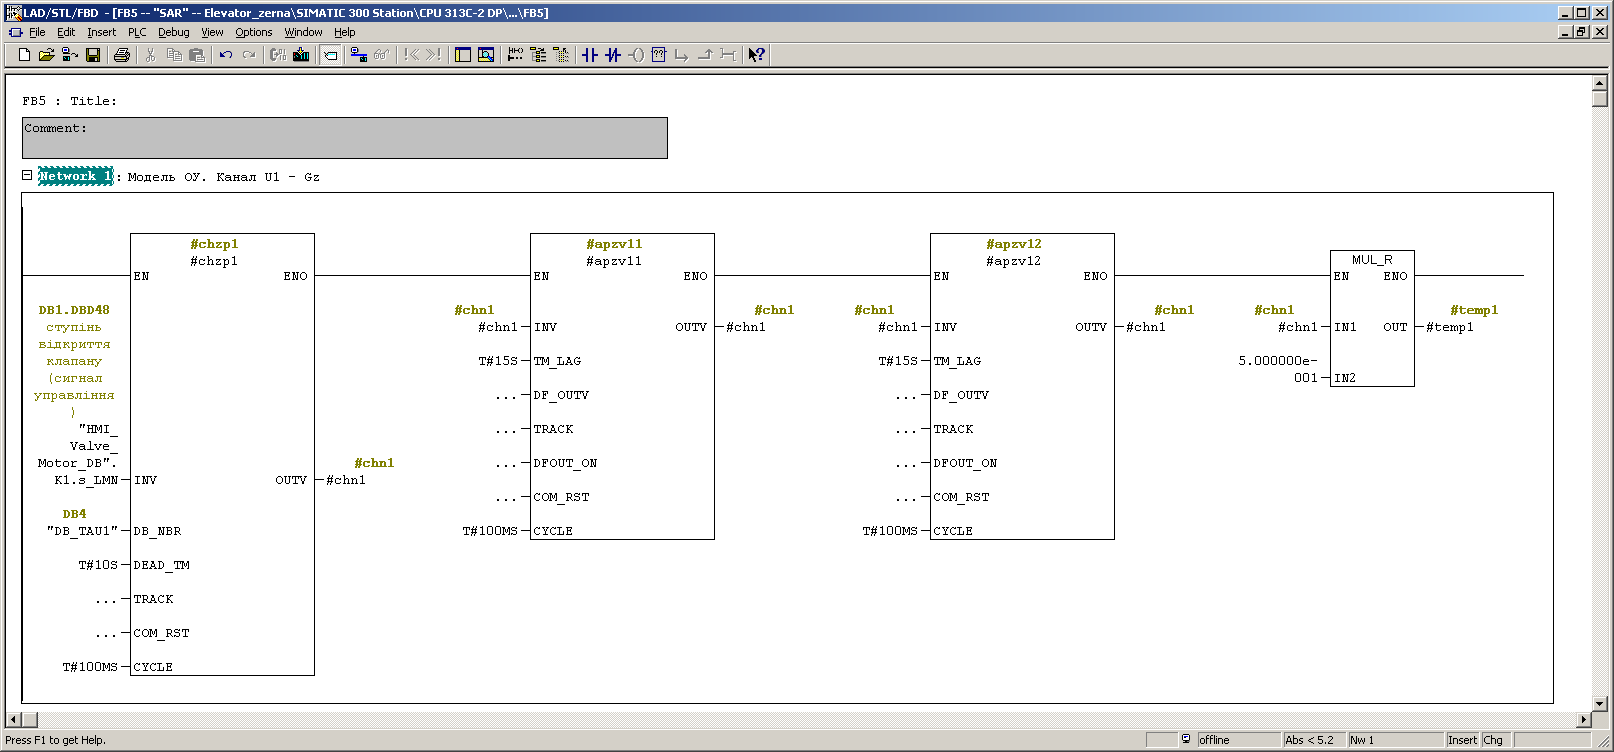 LAD/STL/FBD - [FB5 -- "SAR" -- Elevator_zerna\SIMATIC 300 Station\CPU 313C-2 DP\...\FB5]
File Edit Insert PLC Debug View Options Window Help
FB5 : Title:
Comment:
Network 1 : Модель ОУ. Канал U1 - Gz
#chzp1
#chzp1
EN ENO
DB1.DBD48
ступінь
відкриття
клапану
(сигнал
управління
)
"HMI_
Valve_
Motor_DB".
K1.s_LMN INV
#chn1
OUTV #chn1
DB4
"DB_TAU1" DB_NBR
T#10S DEAD_TM
... TRACK
... COM_RST
T#100MS CYCLE
#apzv11
#apzv11
EN ENO
#chn1
#chn1 INV
#chn1
OUTV #chn1
T#15S TM_LAG
... DF_OUTV
... TRACK
... DFOUT_ON
... COM_RST
T#100MS CYCLE
#apzv12
#apzv12
EN ENO
#chn1
#chn1 INV
#chn1
OUTV #chn1
T#15S TM_LAG
... DF_OUTV
... TRACK
... DFOUT_ON
... COM_RST
T#100MS CYCLE
MUL_R
EN ENO
#chn1
#chn1 IN1
#temp1
OUT #temp1
5.000000e-
001 IN2
Press F1 to get Help.
offline Abs < 5.2 Nw 1 Insert Chg